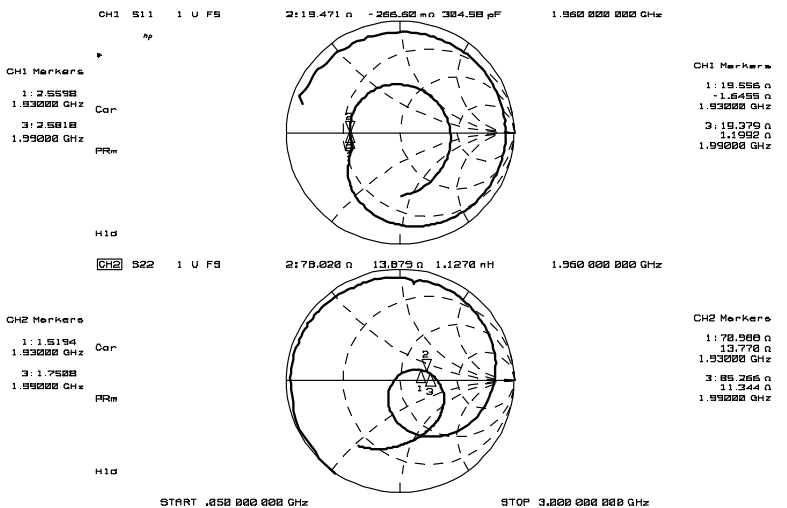 CH1 S11 1 U FS 2:19.471 Ω -266.60 mΩ 304.58 pF 1.960 000 000 GHz
hp
CH1 Markers
1:2.5598
1.93000 GHz
Cor
3:2.5818
1.99000 GHz
PRm
Hld
CH1 Markers
1:19.556 Ω
-1.6455 Ω
1.93000 GHz
3:19.379 Ω
1.1992 Ω
1.99000 GHz
CH2 S22 1 U FS 2:78.020 Ω 13.879 Ω 1.1270 nH 1.960 000 000 GHz
CH2 Markers
1:1.5194
1.93000 GHz
Cor
3:1.7508
1.99000 GHz
PRm
Hld
2
1
3
CH2 Markers
1:70.988 Ω
13.770 Ω
1.93000 GHz
3:85.266 Ω
11.344 Ω
1.99000 GHz
START .050 000 000 GHz STOP 3.000 000 000 GHz